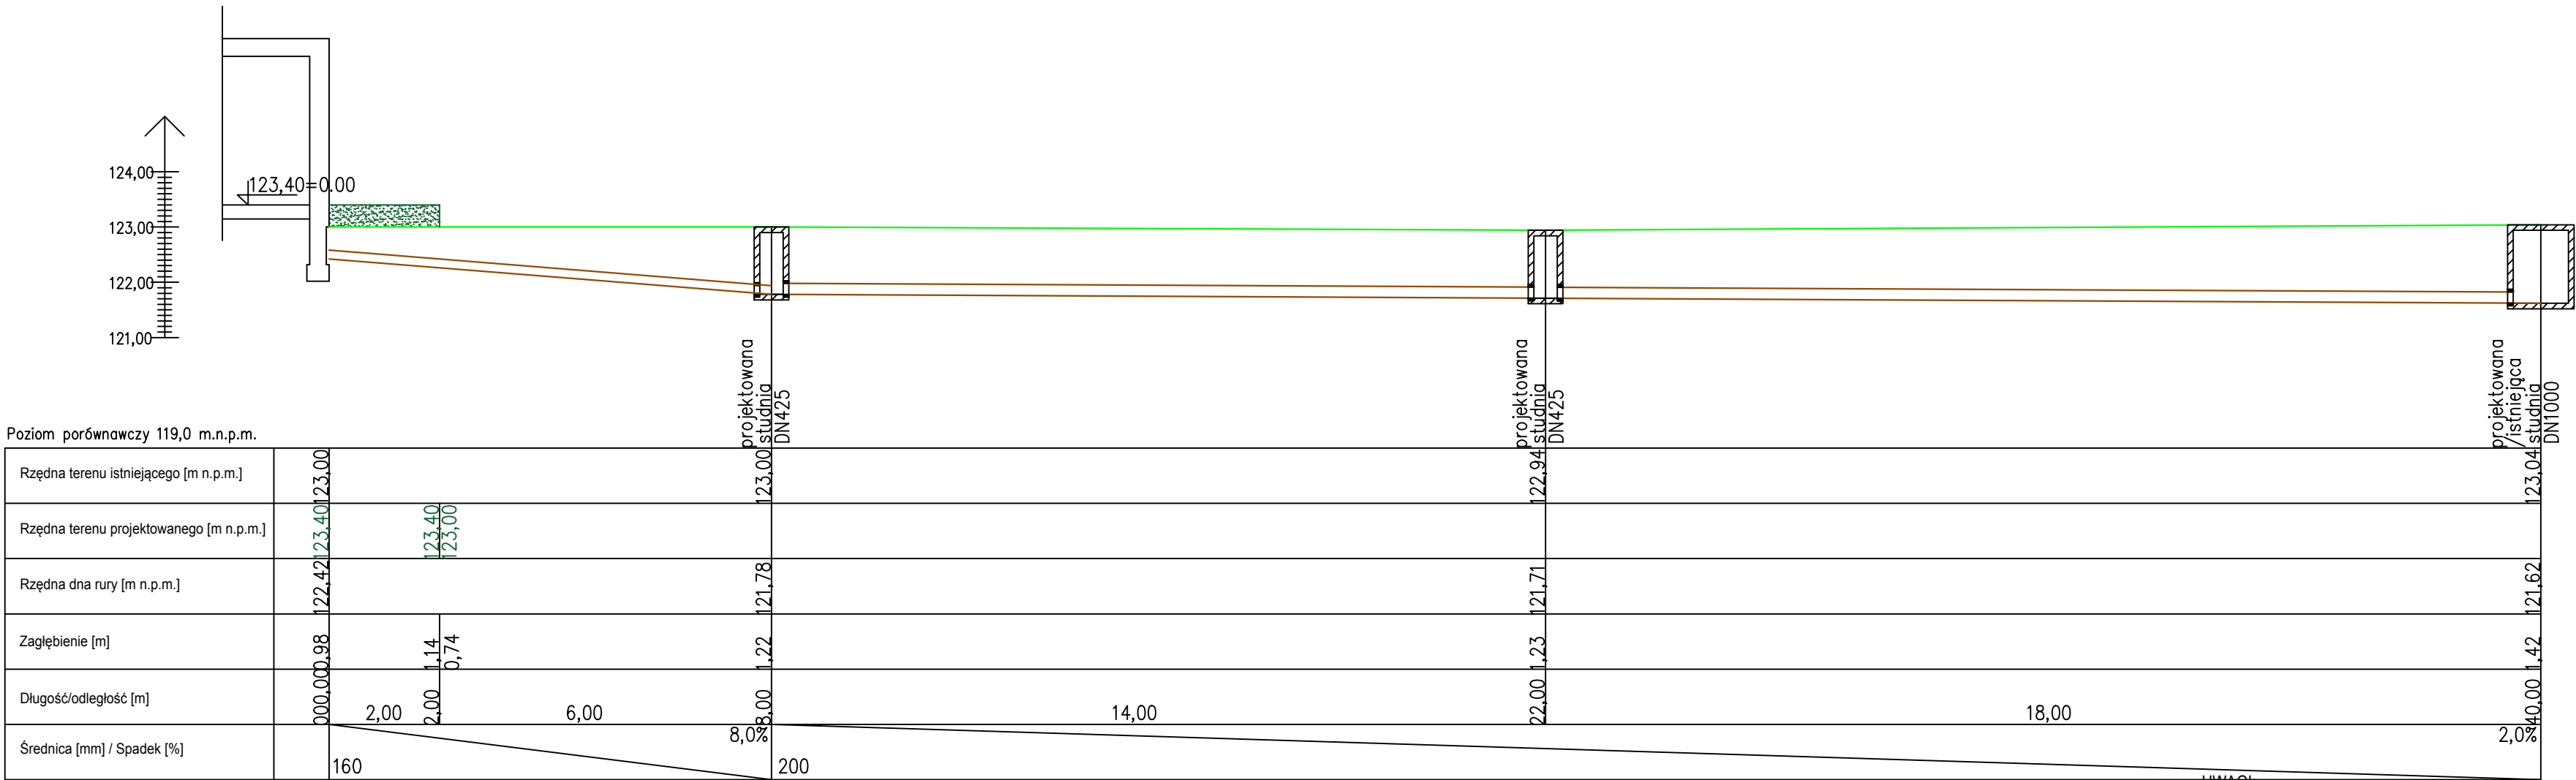 124,00
123,40=0.00
123,00
122,00
121,00
projektowana
studnia
DN425
projektowana
studnia
DN425
projektowana
/istniejąca
studnia
DN1000
Poziom porównawczy 119,0 m.n.p.m.
Rzędna terenu istniejącego [m n.p.m.]
123,00
123,00
122,94
123,04
Rzędna terenu projektowanego [m n.p.m.]
123,40
123,40
123,00
Rzędna dna rury [m n.p.m.]
122,42
121,78
121,71
121,62
Zagłębienie [m]
0,98
1,14
0,74
1,22
1,23
1,42
Długość/odległość [m]
000,00
2,00
2,00
6,00
8,00
14,00
22,00
18,00
40,00
Średnica [mm] / Spadek [%]
160
8,0%
200
2,0%